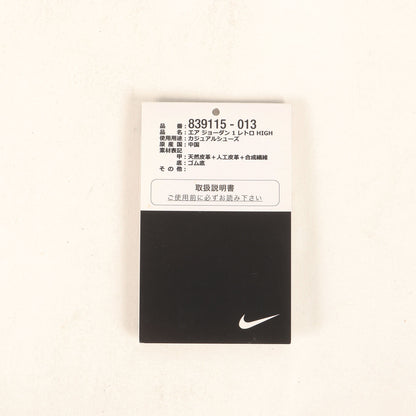 品 番 : 839115 - 013
品 名 : エア ジョーダン 1 レトロ HIGH
使用用途 : カジュアルシューズ
原 産 国 : 中国
素材表記
甲 : 天然皮革＋人工皮革＋合成繊維
底 : ゴム底
そ の 他 :
取扱説明書
ご使用前に必ずお読み下さい